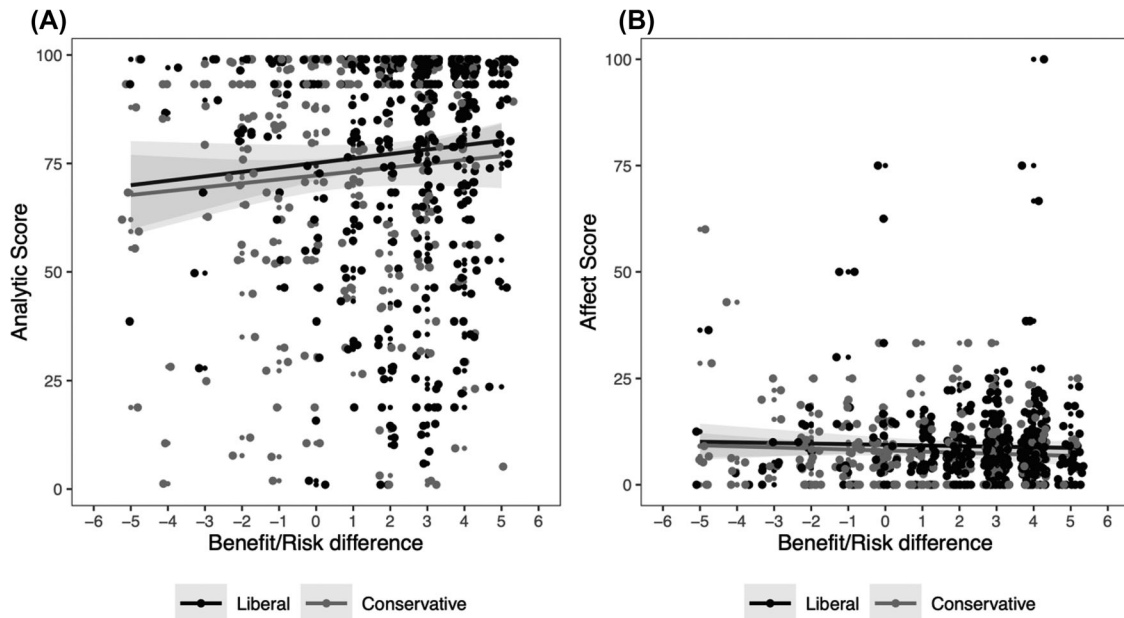 (A)
Analytic Score
100
75
50
25
0
−6 −5 −4 −3 −2 −1 0 1 2 3 4 5 6
Benefit/Risk difference
Liberal Conservative
(B)
Affect Score
100
75
50
25
0
−6 −5 −4 −3 −2 −1 0 1 2 3 4 5 6
Benefit/Risk difference
Liberal Conservative